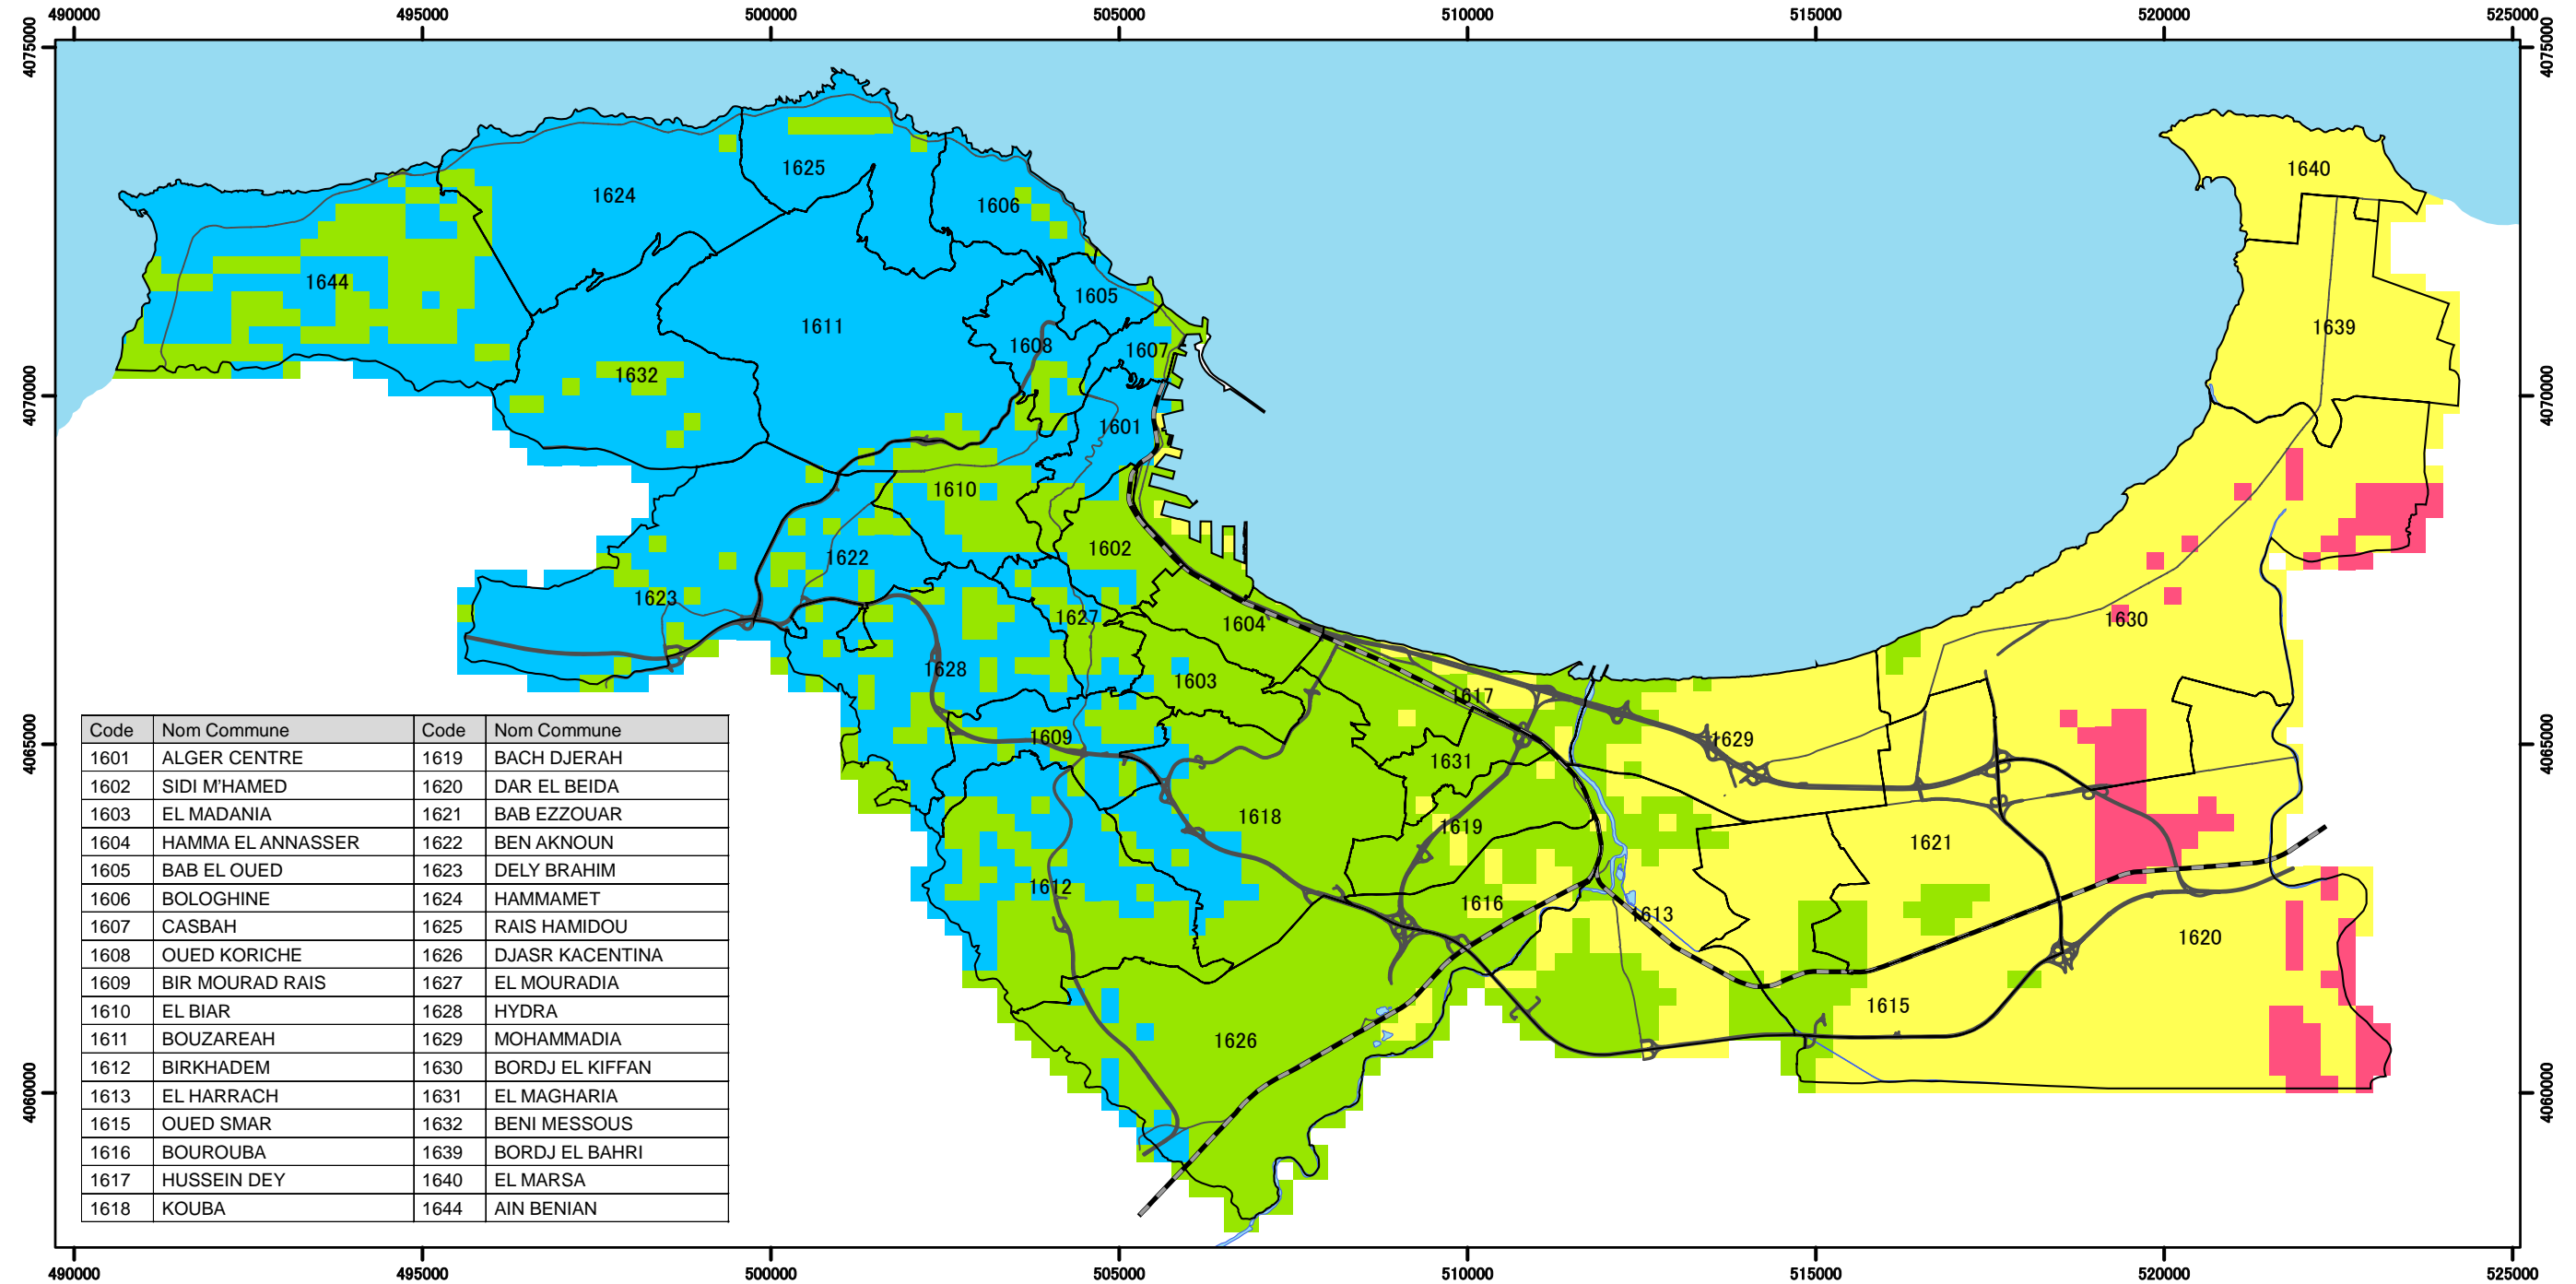 490000 495000 500000 505000 510000 515000 520000 525000
4075000 4075000
1640
1625
1624
1606
1644
1605
1611
1639
1608 1607
1632
4070000 4070000
1601
1610
1602
1622
1623
1627
1604
1630
1628
1603
1617
1609
1629
1631
4065000 4065000
1618
1619
1621
1612
1616
1613
1620
1615
1626
4060000 4060000
Code Nom Commune Code Nom Commune
1601 ALGER CENTRE 1619 BACH DJERAH
1602 SIDI M'HAMED 1620 DAR EL BEIDA
1603 EL MADANIA 1621 BAB EZZOUAR
1604 HAMMA EL ANNASSER 1622 BEN AKNOUN
1605 BAB EL OUED 1623 DELY BRAHIM
1606 BOLOGHINE 1624 HAMMAMET
1607 CASBAH 1625 RAIS HAMIDOU
1608 OUED KORICHE 1626 DJASR KACENTINA
1609 BIR MOURAD RAIS 1627 EL MOURADIA
1610 EL BIAR 1628 HYDRA
1611 BOUZAREAH 1629 MOHAMMADIA
1612 BIRKHADEM 1630 BORDJ EL KIFFAN
1613 EL HARRACH 1631 EL MAGHARIA
1615 OUED SMAR 1632 BENI MESSOUS
1616 BOUROUBA 1639 BORDJ EL BAHRI
1617 HUSSEIN DEY 1640 EL MARSA
1618 KOUBA 1644 AIN BENIAN
490000 495000 500000 505000 510000 515000 520000 525000